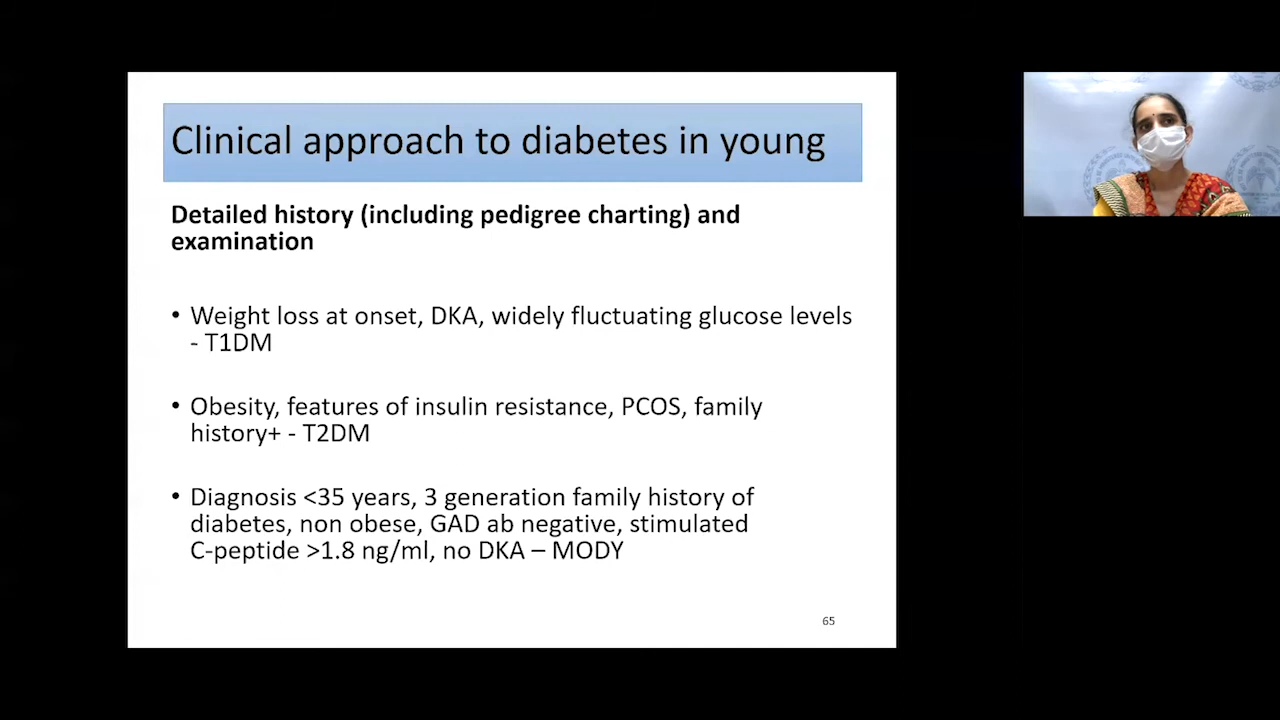 Clinical approach to diabetes in young
Detailed history (including pedigree charting) and
examination
• Weight loss at onset, DKA, widely fluctuating glucose levels
- T1DM
• Obesity, features of insulin resistance, PCOS, family
history+ - T2DM
• Diagnosis <35 years, 3 generation family history of
diabetes, non obese, GAD ab negative, stimulated
C-peptide >1.8 ng/ml, no DKA – MODY
65